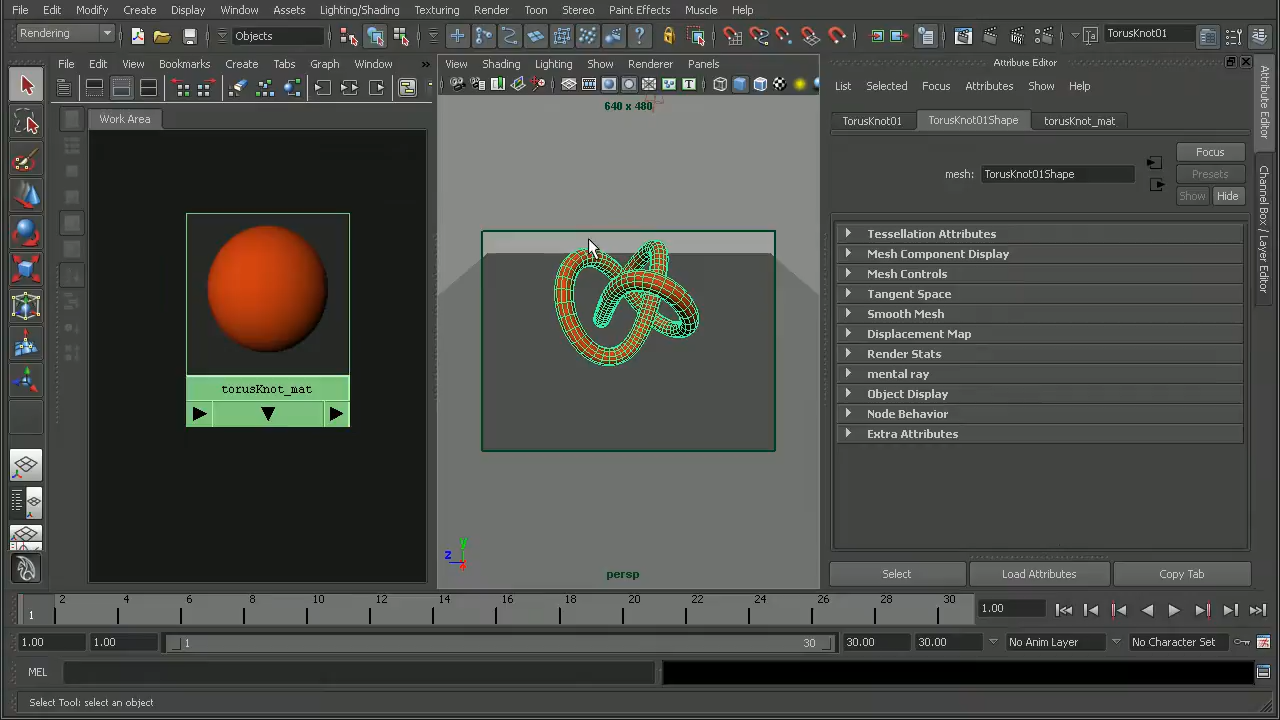 File Edit Modify Create Display Window Assets Lighting/Shading Texturing Render Toon Stereo Paint Effects Muscle Help
Rendering Objects TorusKnot01
File Edit View Bookmarks Create Tabs Graph Window »
View Shading Lighting Show Renderer Panels
Attribute Editor
List Selected Focus Attributes Show Help
Work Area
640 x 480
TorusKnot01 TorusKnot01Shape torusKnot_mat
mesh: TorusKnot01Shape
Focus
Presets
Show Hide
Tessellation Attributes
Mesh Component Display
Mesh Controls
Tangent Space
Smooth Mesh
Displacement Map
Render Stats
mental ray
Object Display
Node Behavior
Extra Attributes
torusKnot_mat
y
z
x
persp
Select Load Attributes Copy Tab
Attribute Editor
Channel Box / Layer Editor
1 2 4 6 8 10 12 14 16 18 20 22 24 26 28 30 1.00
1.00 1.00 1 30 30.00 30.00 No Anim Layer No Character Set
MEL
Select Tool: select an object